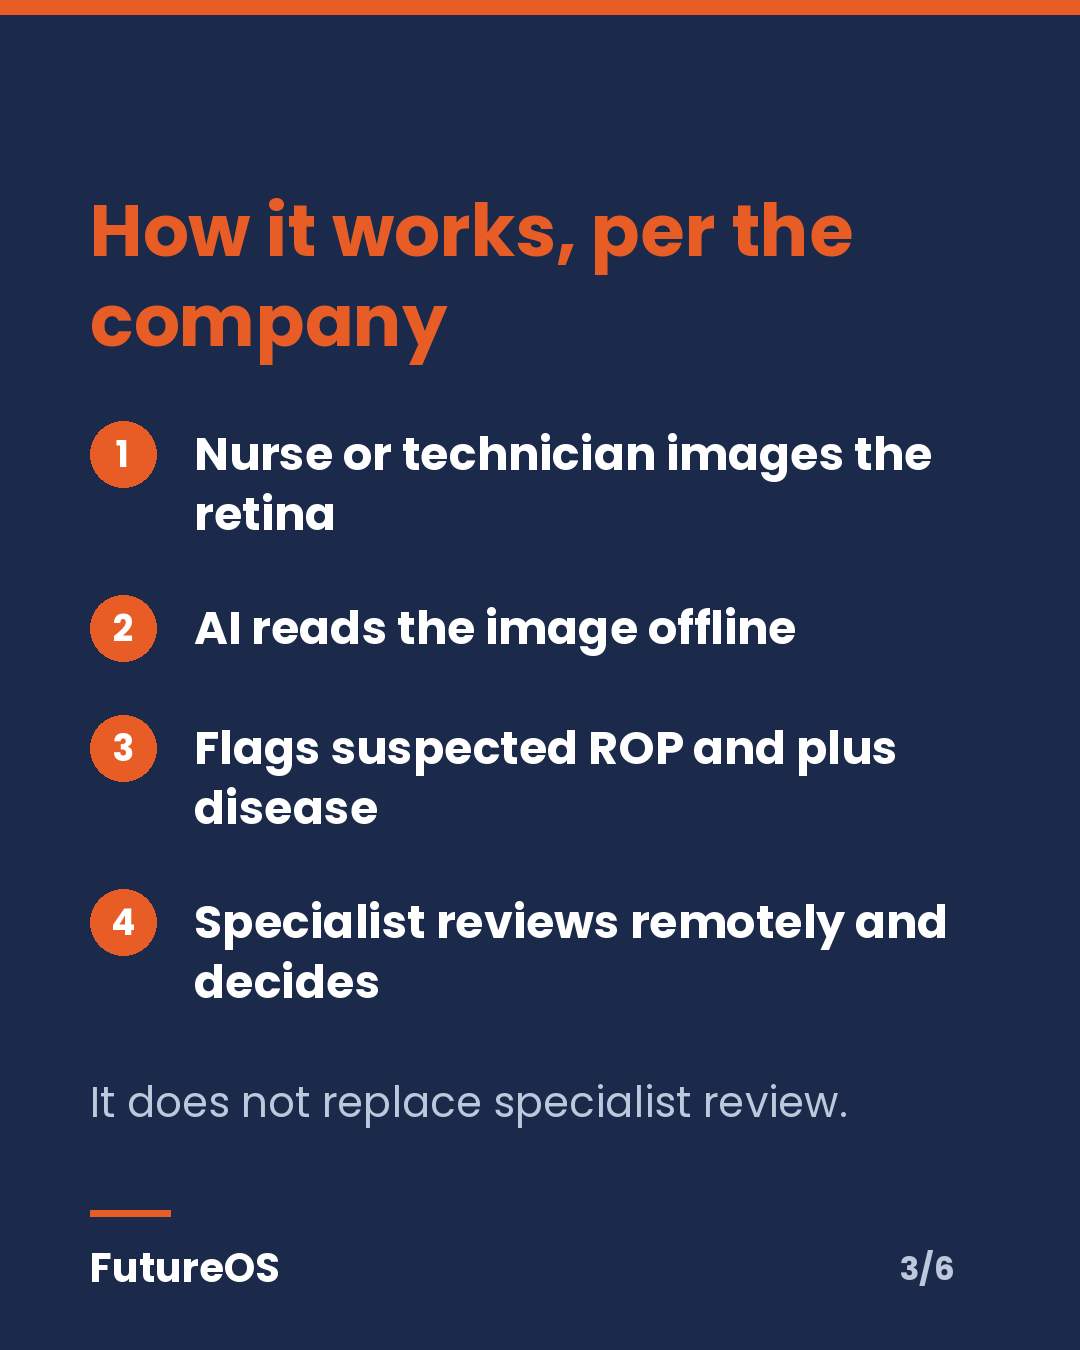 How it works, per the
company
1 Nurse or technician images the
retina
2 AI reads the image offline
3 Flags suspected ROP and plus
disease
4 Specialist reviews remotely and
decides
It does not replace specialist review.
FutureOS 3/6